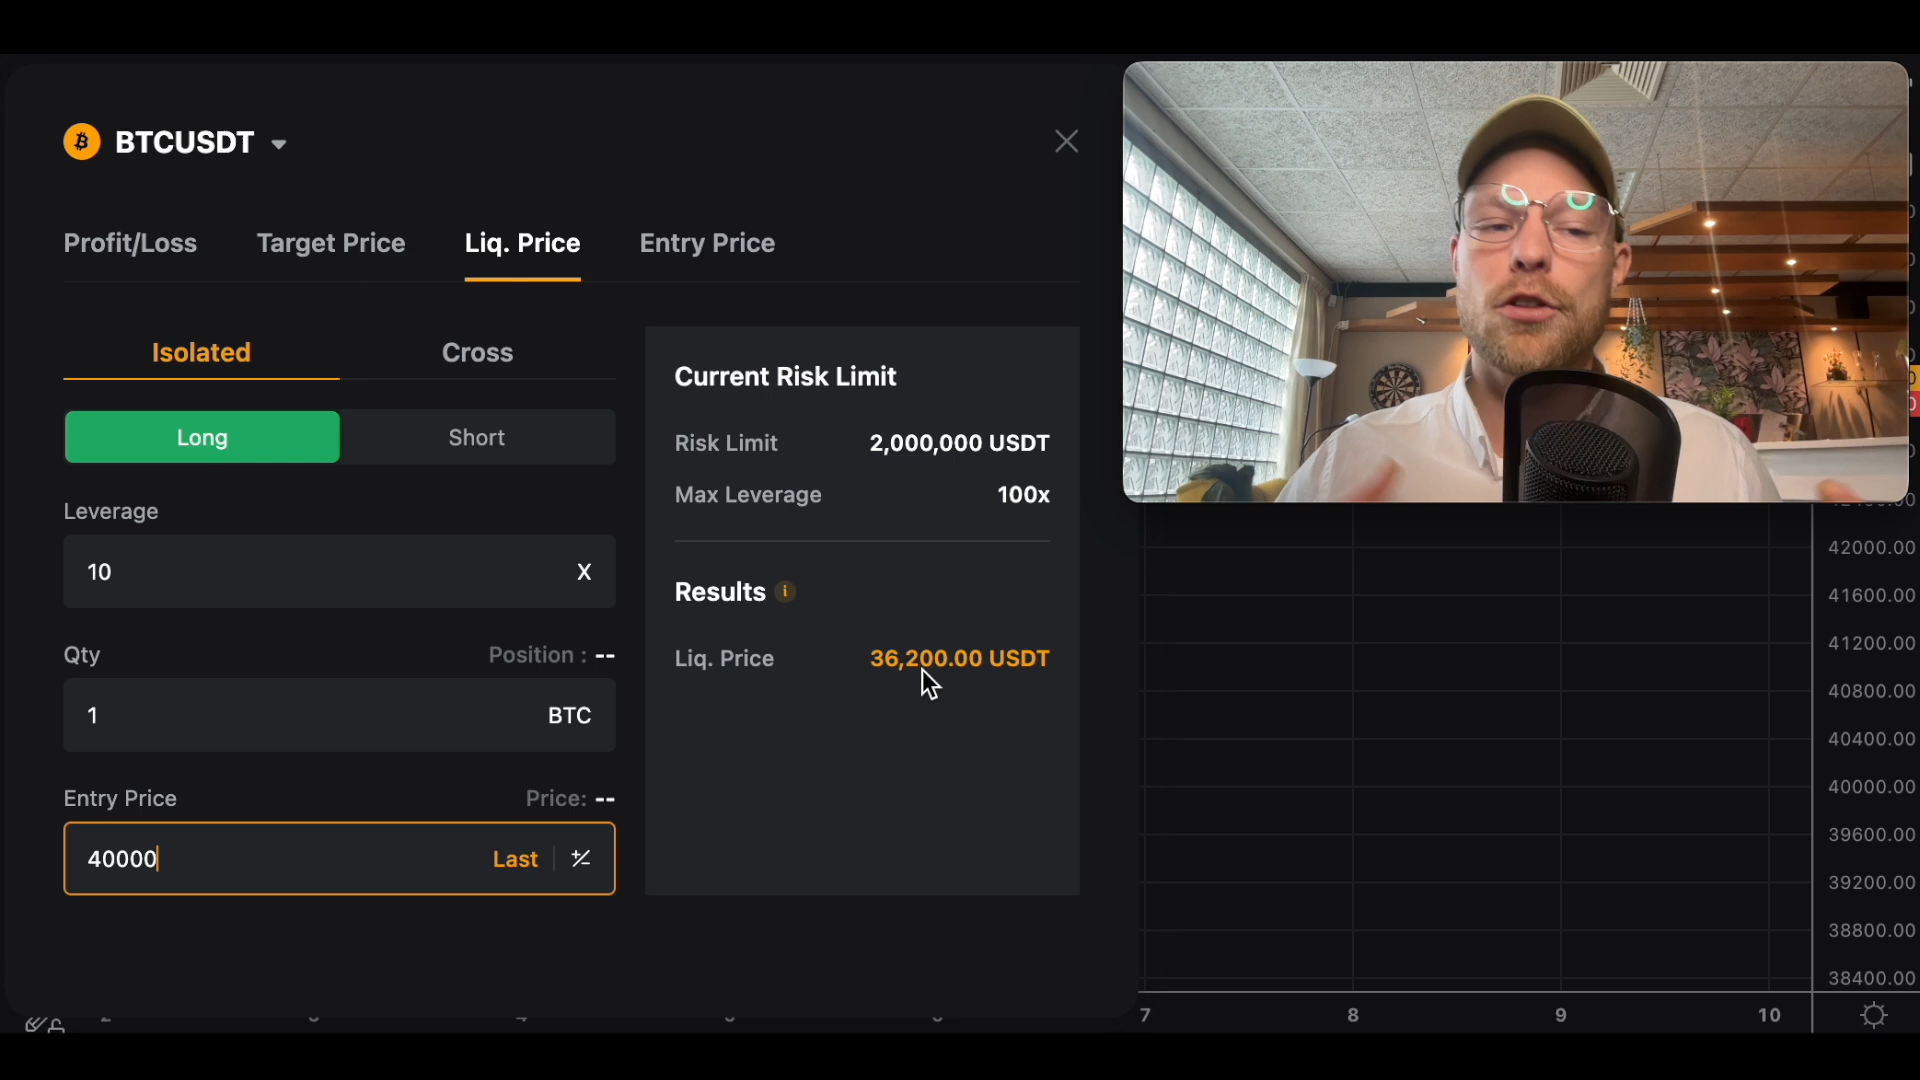 BTCUSDT
Profit/Loss Target Price Liq. Price Entry Price
Isolated Cross
Long Short
Leverage
10 X
Qty Position : --
1 BTC
Entry Price Price: --
40000 Last
Current Risk Limit
Risk Limit 2,000,000 USDT
Max Leverage 100x
Results
Liq. Price 36,200.00 USDT
42000.00
41600.00
41200.00
40800.00
40400.00
40000.00
39600.00
39200.00
38800.00
38400.00
7 8 9 10